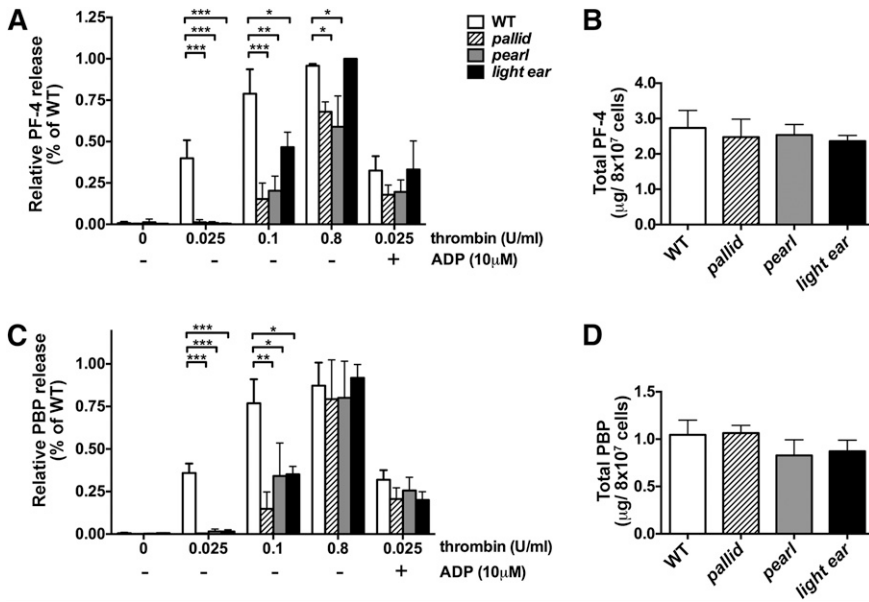 A
Relative PF-4 release
(% of WT)
1.25
1.00
0.75
0.50
0.25
0.00
*** *** ***
* ** ***
* *
WT
pallid
pearl
light ear
0 0.025 0.1 0.8 0.025 thrombin (U/ml)
- - - - + ADP (10µM)
B
Total PF-4
(µg/ 8x10⁷ cells)
4.0
3.0
2.0
1.0
0.0
WT pallid pearl light ear
C
Relative PBP release
(% of WT)
1.00
0.75
0.50
0.25
0.00
*** *** ***
* * **
0 0.025 0.1 0.8 0.025 thrombin (U/ml)
- - - - + ADP (10µM)
D
Total PBP
(µg/ 8x10⁷ cells)
1.5
1.0
0.5
0.0
WT pallid pearl light ear